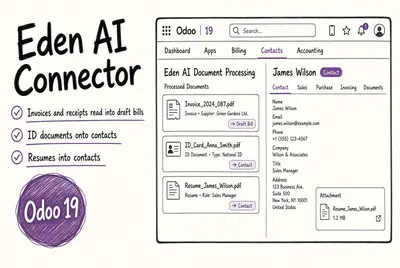 Eden AI
Connector
Invoices and receipts read into draft bills
ID documents onto contacts
Resumes into contacts
Odoo 19
Odoo 19
Search...
1
Dashboard
Apps
Billing
Contacts
Accounting
Eden AI Document Processing
Processed Documents
Invoice_2024_087.pdf
Invoice • Supplier: Green Gardens Ltd.
→ Draft Bill
ID_Card_Anna_Smith.pdf
ID Document • Type: National ID
→ Contact
Resume_James_Wilson.pdf
Resume • Role: Sales Manager
→ Contact
James Wilson
Contact
Contact
Sales
Purchase
Invoicing
Documents
Name
James Wilson
Email
james.wilson@example.com
Phone
+1 (555) 123-4567
Company
Wilson & Associates
Title
Sales Manager
Address
123 Business Ave.
Suite 500
New York, NY 10001
United States
Attachment
Resume_James_Wilson.pdf
1.2 MB